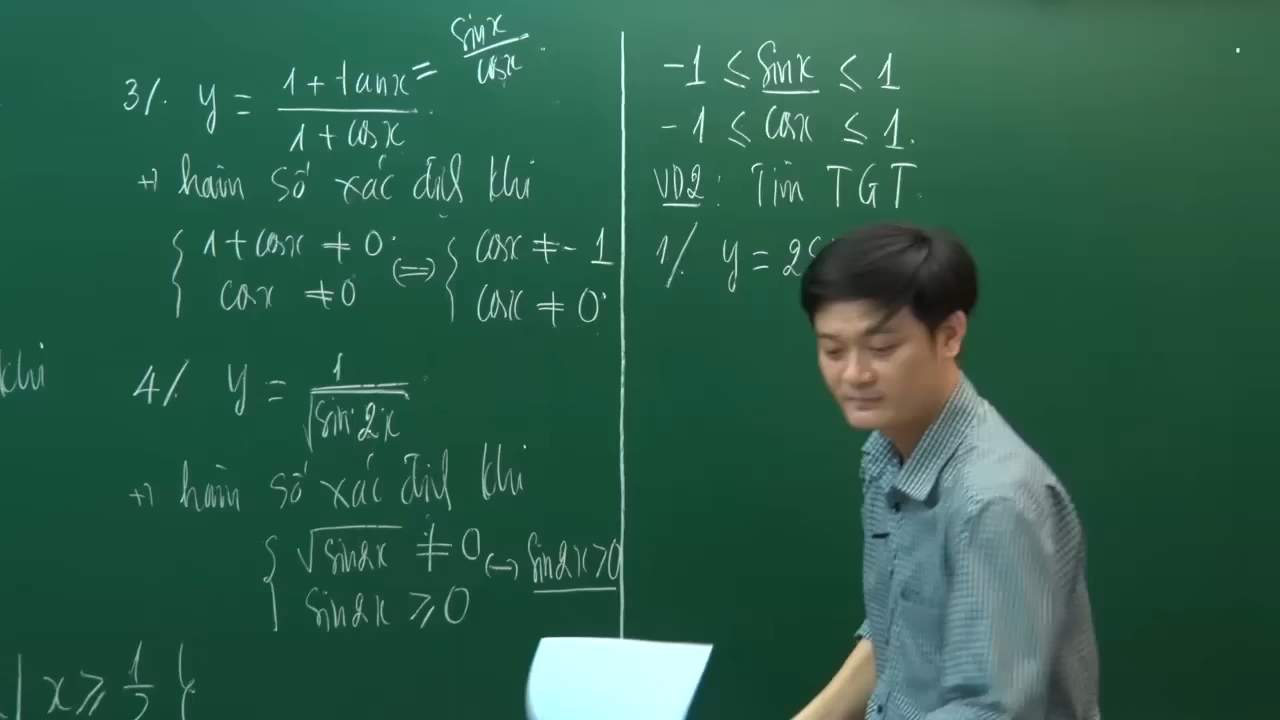 3/. y = (1 + tanx)/(1 + cosx) = sinx/cosx
+) hàm số xác định khi
{ 1 + cosx ≠ 0
{ cosx ≠ 0
(=) { cosx ≠ - 1
{ cosx ≠ 0
khi
4/. y = 1/√sin2x
+) hàm số xác định khi
{ √sin2x ≠ 0
{ sin2x ⩾ 0
(→) sin2x > 0
| x ⩾ 1/2 }
-1 ≤ sinx ≤ 1
-1 ≤ cosx ≤ 1.
VD2: Tìm TGT.
1/. y = 2